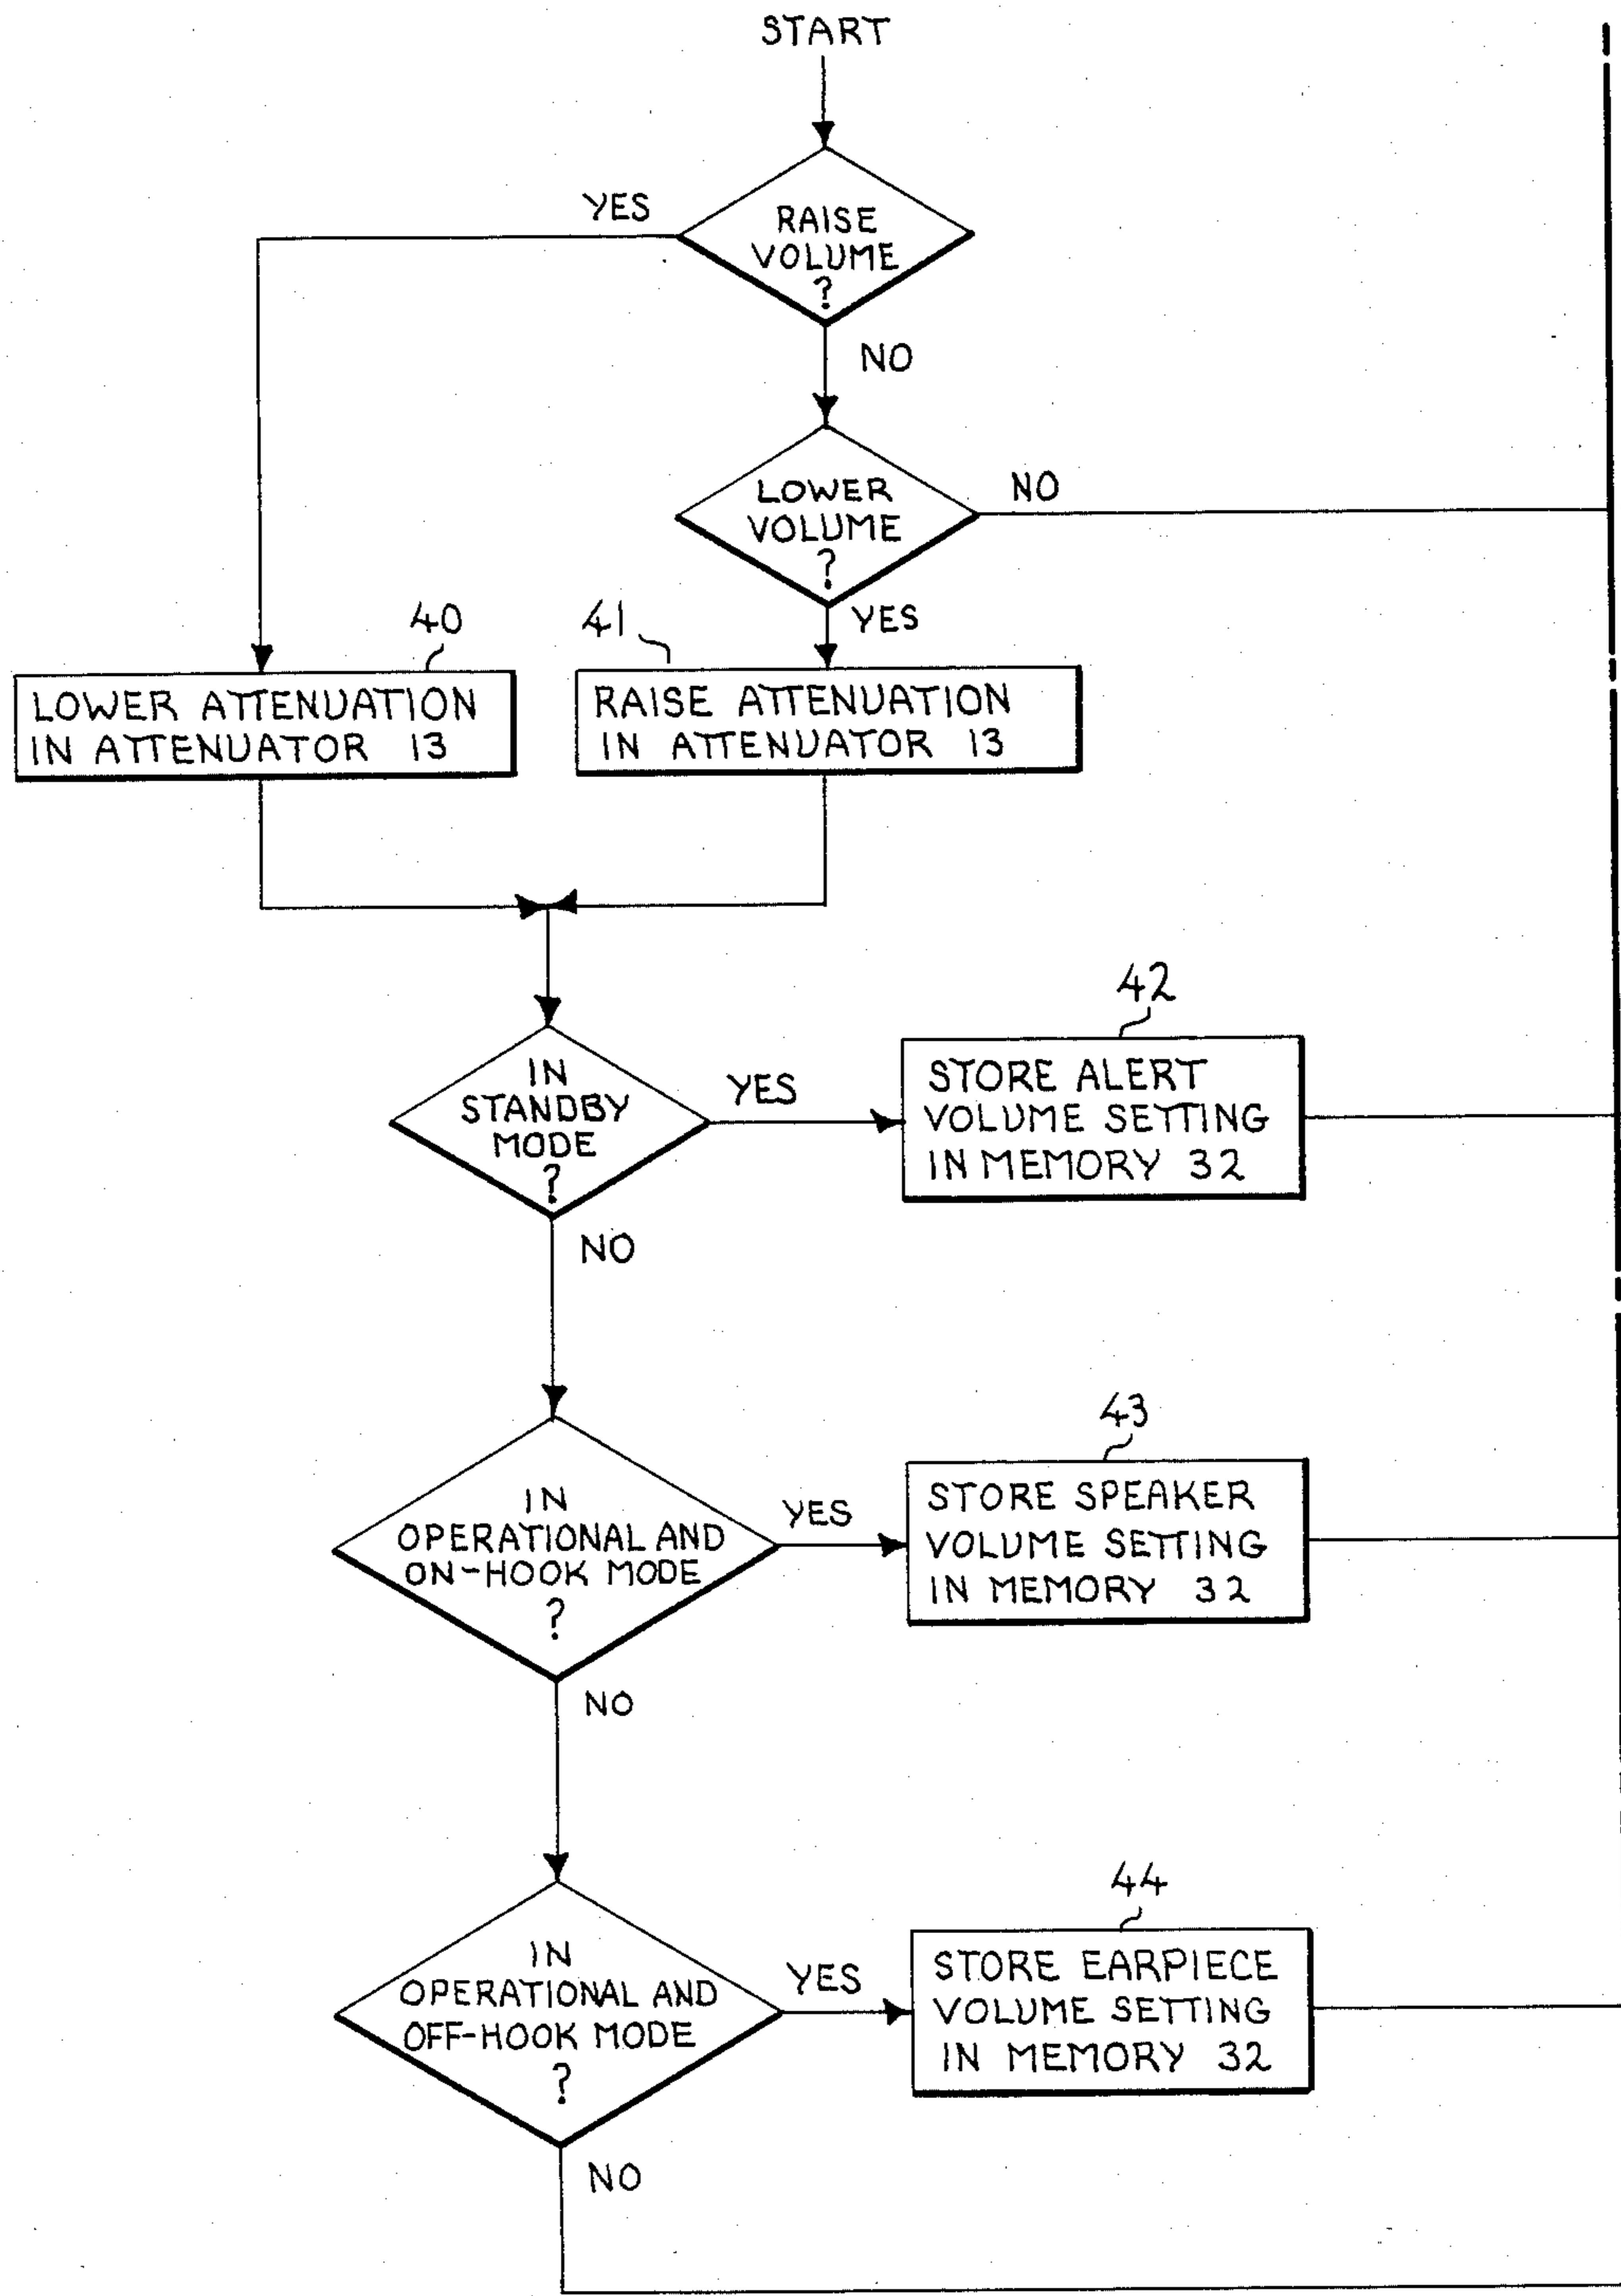 START
YES
RAISE
VOLUME
?
NO
LOWER
VOLUME
?
NO
YES
40
41
LOWER ATTENUATION
IN ATTENUATOR 13
RAISE ATTENUATION
IN ATTENUATOR 13
42
IN
STANDBY
MODE
?
YES
STORE ALERT
VOLUME SETTING
IN MEMORY 32
NO
43
IN
OPERATIONAL AND
ON-HOOK MODE
?
YES
STORE SPEAKER
VOLUME SETTING
IN MEMORY 32
NO
44
IN
OPERATIONAL AND
OFF-HOOK MODE
?
YES
STORE EARPIECE
VOLUME SETTING
IN MEMORY 32
NO